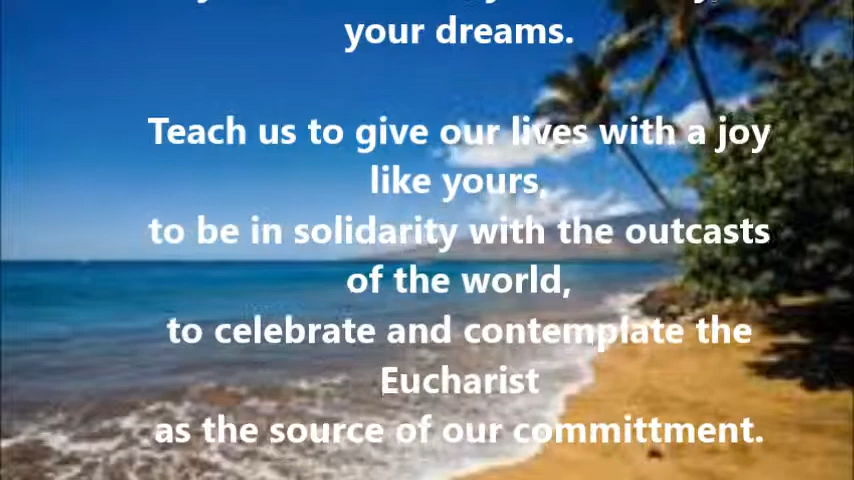 your dreams.
Teach us to give our lives with a joy
like yours,
to be in solidarity with the outcasts
of the world,
to celebrate and contemplate the
Eucharist
as the source of our committment.